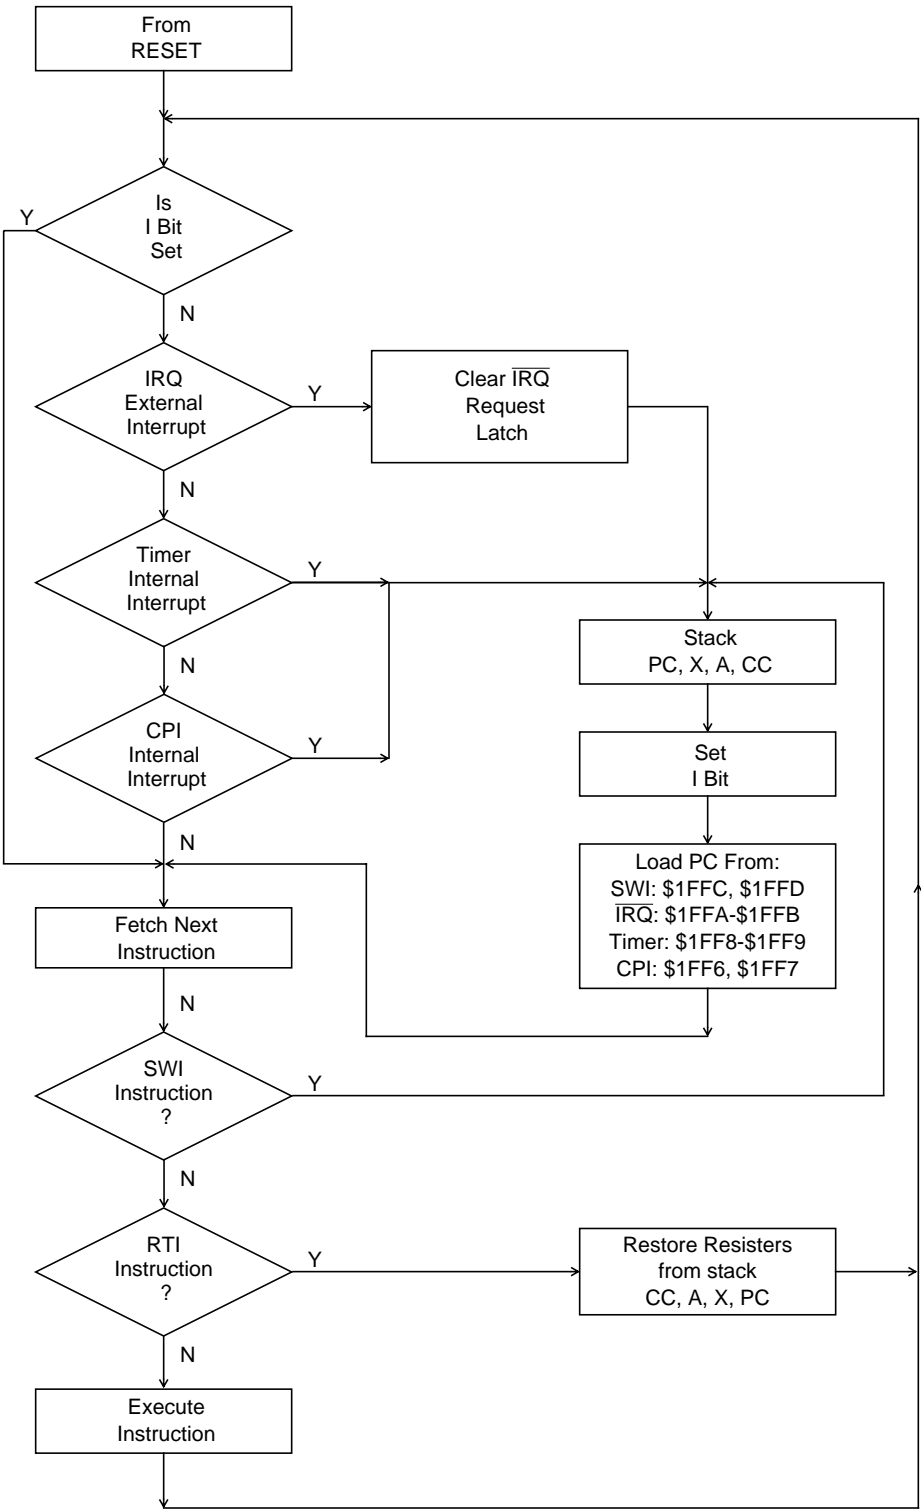 From
RESET
Is
I Bit
Set
Y
N
IRQ
External
Interrupt
Y
Clear IRQ
Request
Latch
N
Timer
Internal
Interrupt
Y
N
Stack
PC, X, A, CC
CPI
Internal
Interrupt
Y
Set
I Bit
N
Load PC From:
SWI: $1FFC, $1FFD
IRQ: $1FFA-$1FFB
Timer: $1FF8-$1FF9
CPI: $1FF6, $1FF7
Fetch Next
Instruction
N
SWI
Instruction
?
Y
N
RTI
Instruction
?
Y
Restore Resisters
from stack
CC, A, X, PC
N
Execute
Instruction